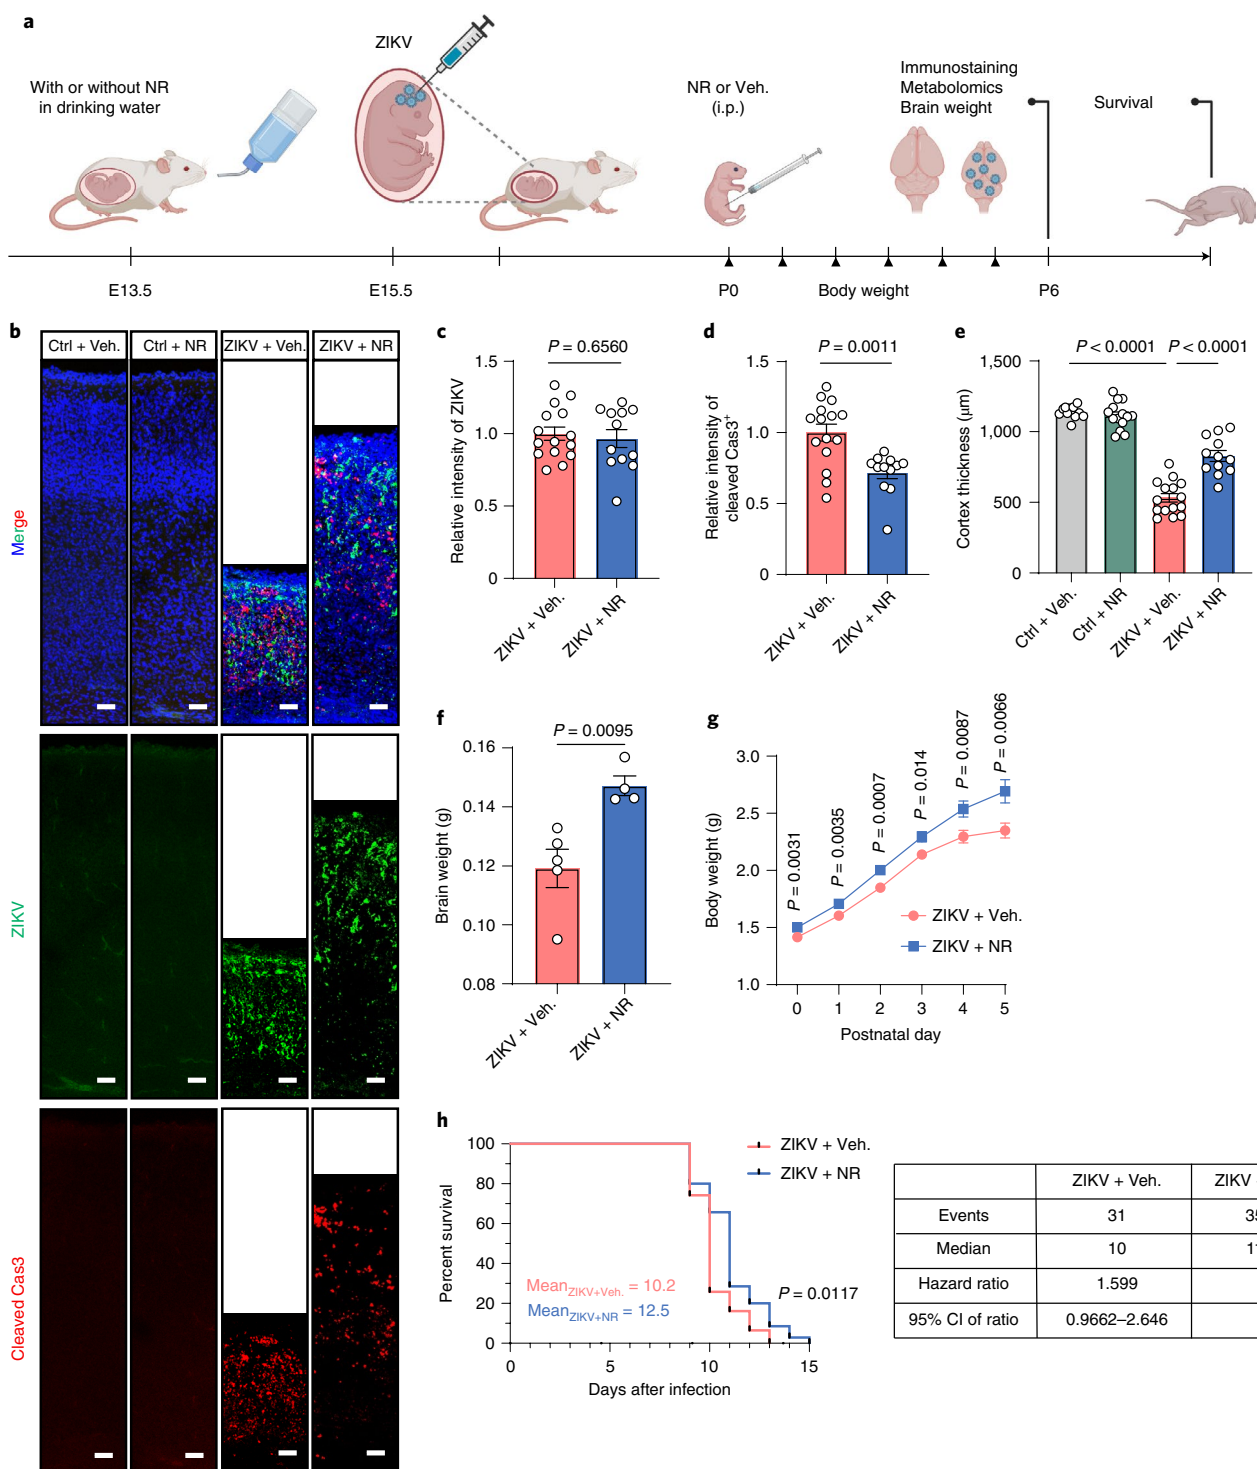 a
ZIKV
With or without NR
in drinking water
NR or Veh.
(i.p.)
Immunostaining
Metabolomics
Brain weight
Survival
E13.5
E15.5
P0
Body weight
P6
b
Ctrl + Veh.
Ctrl + NR
ZIKV + Veh.
ZIKV + NR
Merge
ZIKV
Cleaved Cas3
c
P = 0.6560
Relative intensity of ZIKV
1.5
1.0
0.5
0
ZIKV + Veh.
ZIKV + NR
d
P = 0.0011
Relative intensity of
cleaved Cas3+
1.5
1.0
0.5
0
ZIKV + Veh.
ZIKV + NR
e
P < 0.0001
P < 0.0001
Cortex thickness (μm)
1,500
1,000
500
0
Ctrl + Veh.
Ctrl + NR
ZIKV + Veh.
ZIKV + NR
f
P = 0.0095
Brain weight (g)
0.16
0.14
0.12
0.10
0.08
ZIKV + Veh.
ZIKV + NR
g
P = 0.0031
P = 0.0035
P = 0.0007
P = 0.014
P = 0.0087
P = 0.0066
Body weight (g)
3.0
2.5
2.0
1.5
1.0
ZIKV + Veh.
ZIKV + NR
0 1 2 3 4 5
Postnatal day
h
Percent survival
100
80
60
40
20
0
ZIKV + Veh.
ZIKV + NR
MeanZIKV+Veh. = 10.2
MeanZIKV+NR = 12.5
P = 0.0117
0 5 10 15
Days after infection
ZIKV + Veh. ZIKV
Events 31 35
Median 10 11
Hazard ratio 1.599
95% CI of ratio 0.9662–2.646